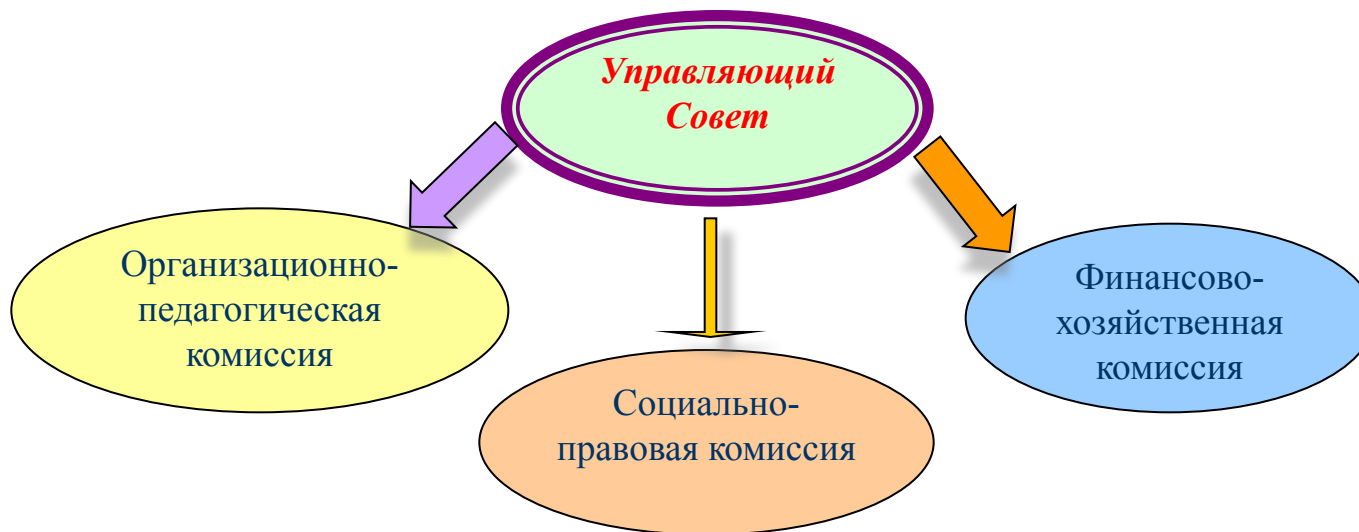 Управляющий
Совет
Организационно-
педагогическая
комиссия
Социально-
правовая комиссия
Финансово-
хозяйственная
комиссия